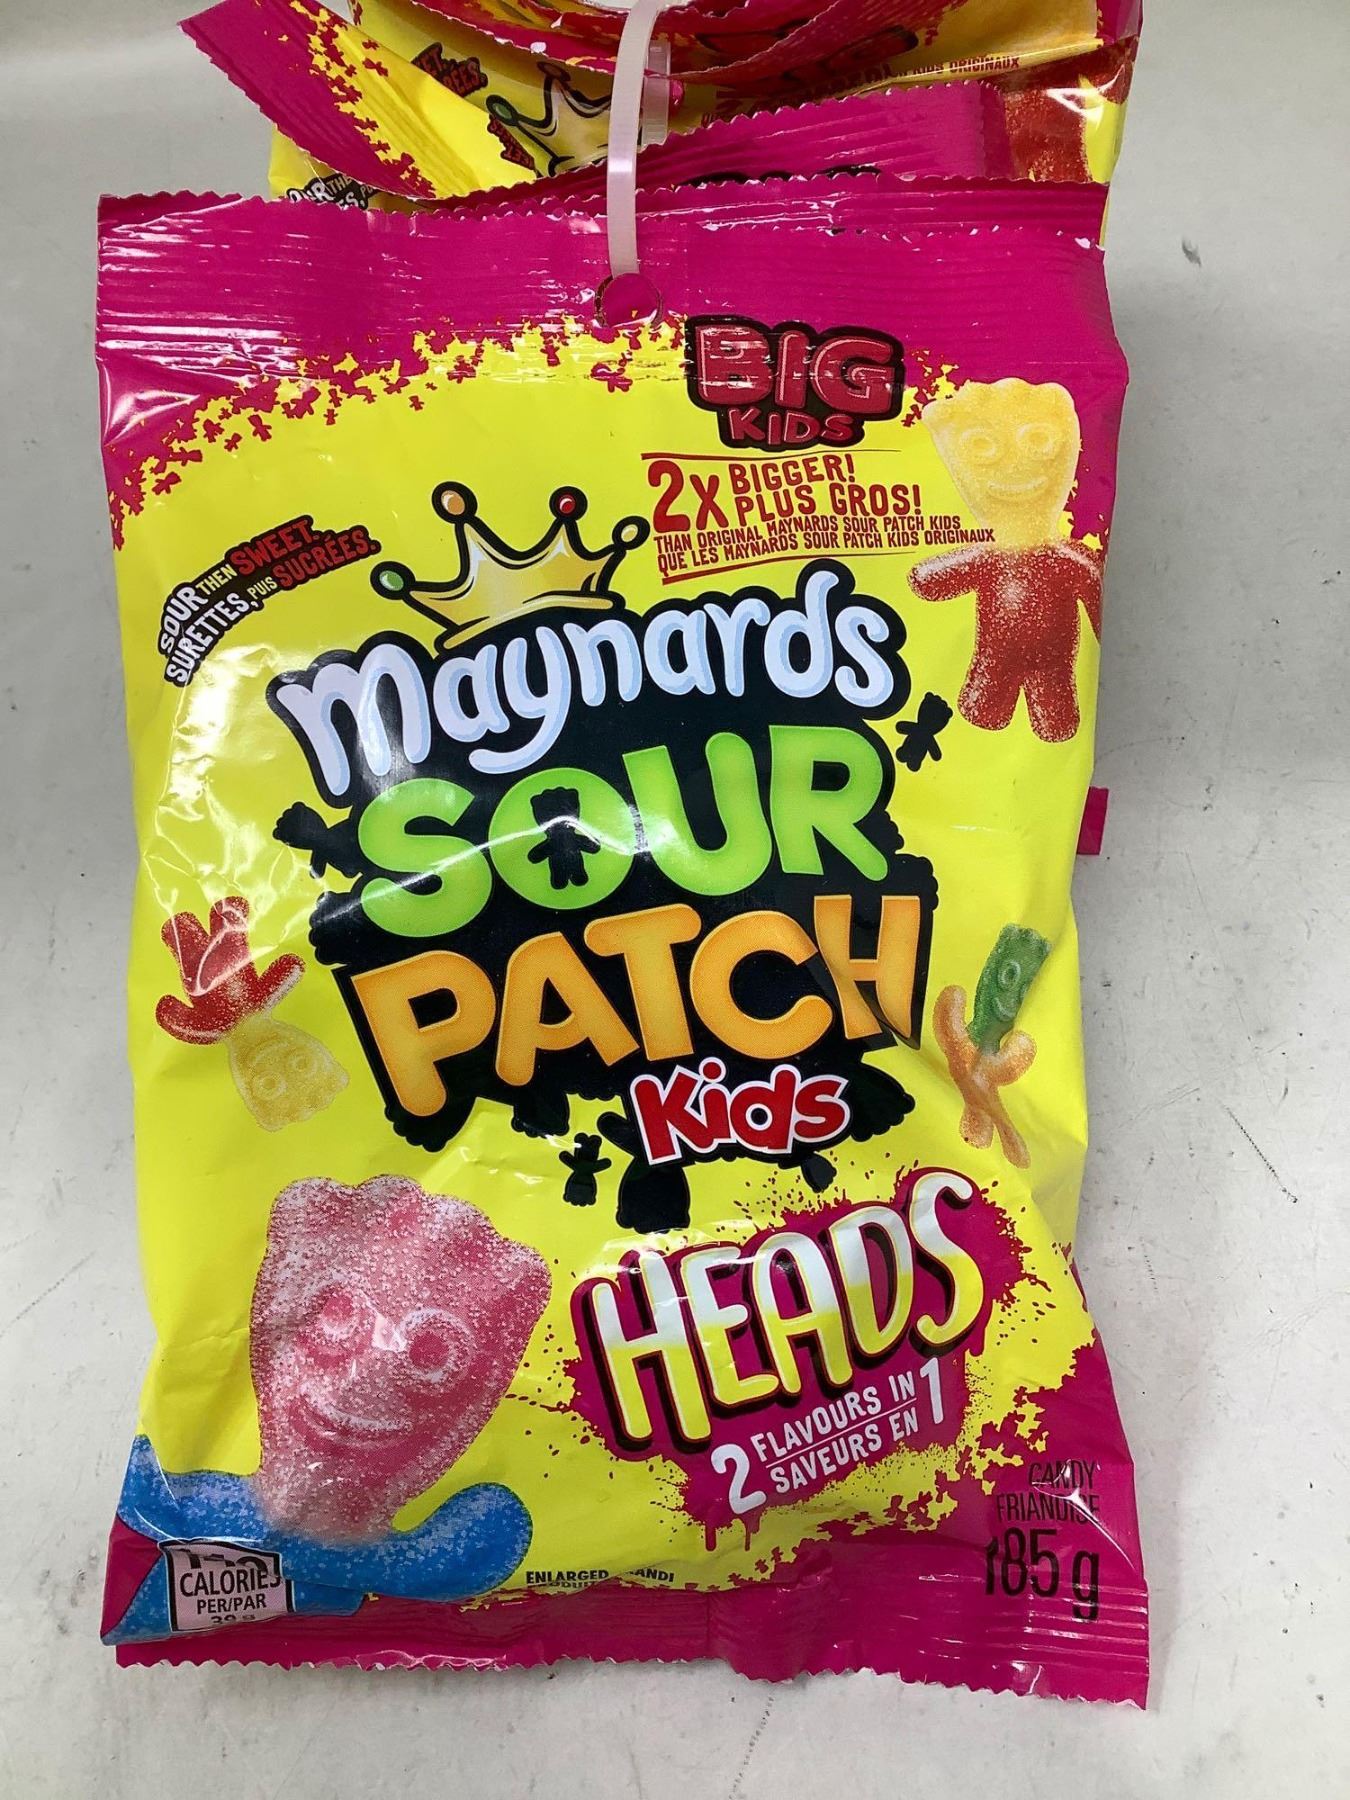 KIDS ORIGINAUX
BIG
KIDS
2X BIGGER!
PLUS GROS!
THAN ORIGINAL MAYNARDS SOUR PATCH KIDS
QUE LES MAYNARDS SOUR PATCH KIDS ORIGINAUX
SOUR THEN SWEET.
SURETTES, PUIS SUCRÉES.
maynards
SOUR
PATCH
Kids
HEADS
2 FLAVOURS IN 1
SAVEURS EN
CANDY
FRIANDISE
185 g
CALORIES
PER/PAR
ENLARGED